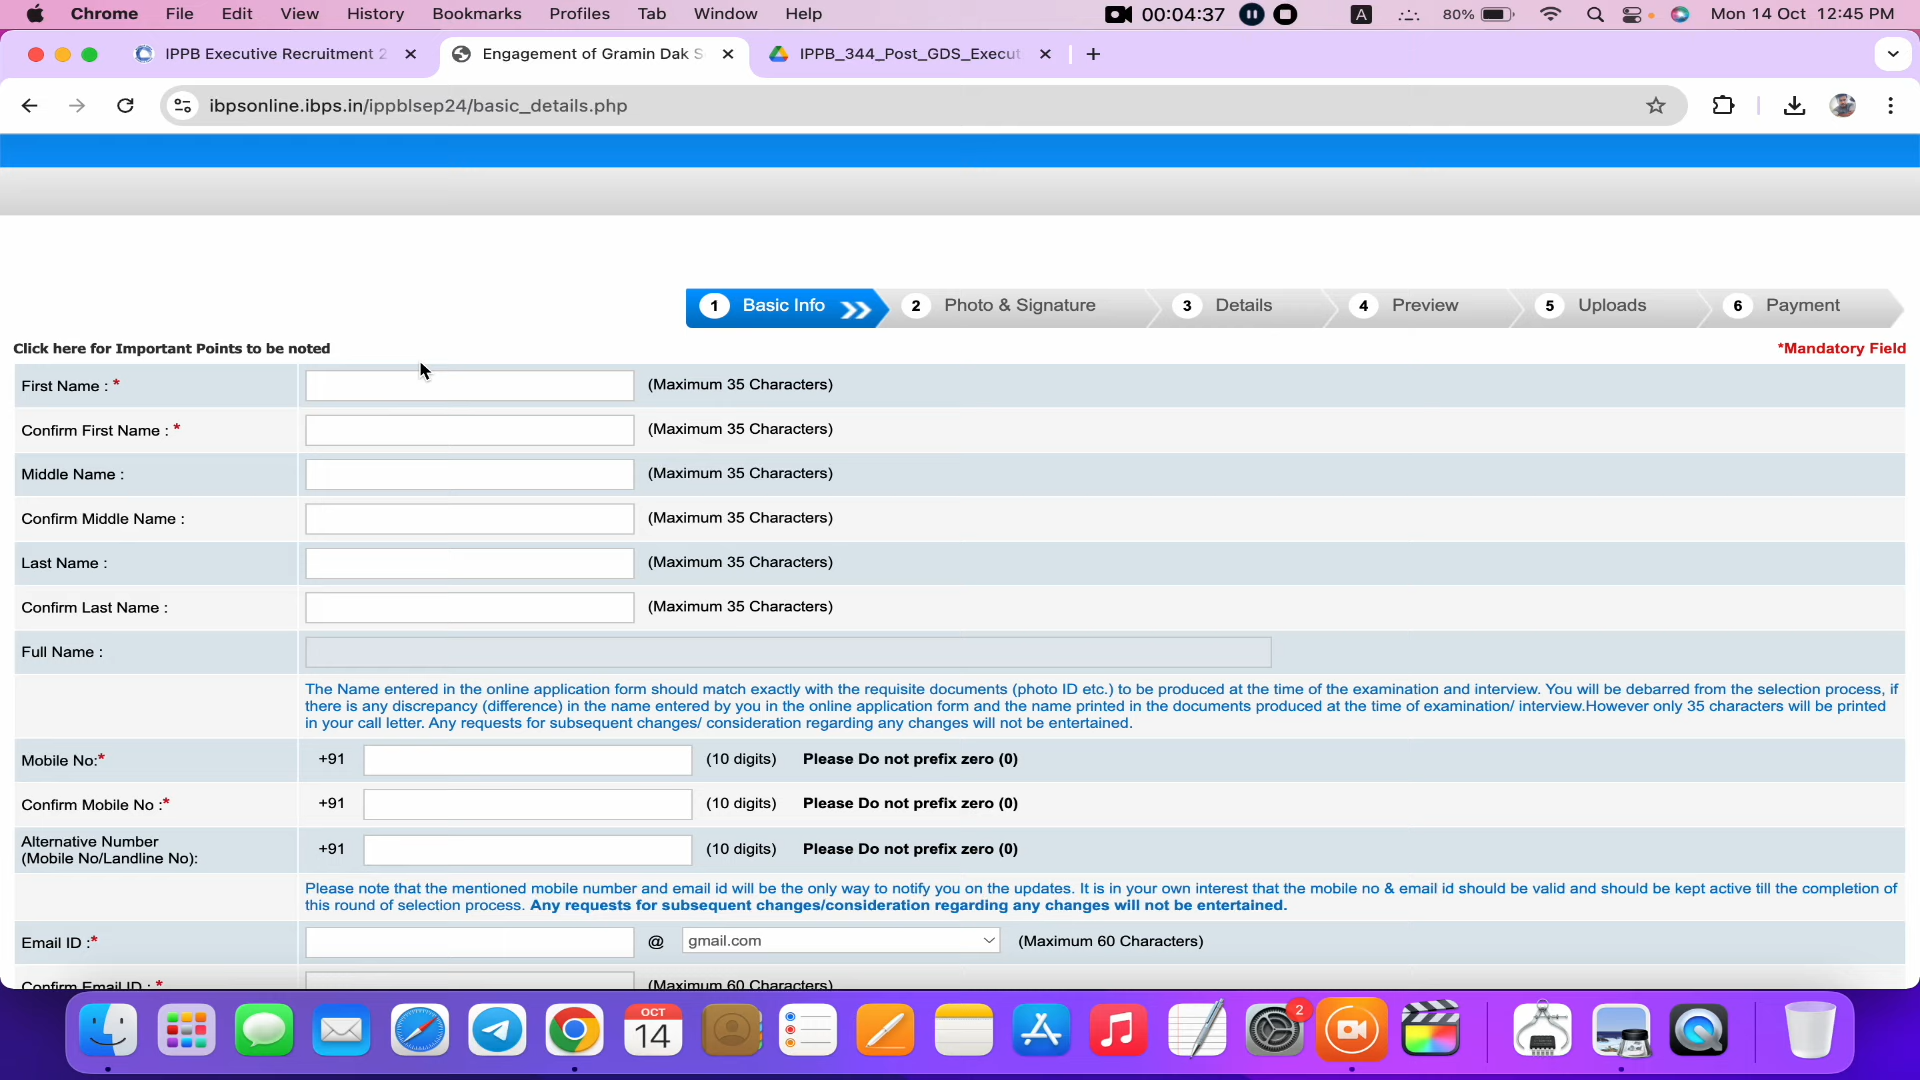 Chrome File Edit View History Bookmarks Profiles Tab Window Help 00:04:37 A 80% Mon 14 Oct 12:45 PM
IPPB Executive Recruitment 2 Engagement of Gramin Dak S IPPB_344_Post_GDS_Execut
ibpsonline.ibps.in/ippblsep24/basic_details.php
1 Basic Info 2 Photo & Signature 3 Details 4 Preview 5 Uploads 6 Payment
Click here for Important Points to be noted *Mandatory Field
First Name : * (Maximum 35 Characters)
Confirm First Name : * (Maximum 35 Characters)
Middle Name : (Maximum 35 Characters)
Confirm Middle Name : (Maximum 35 Characters)
Last Name : (Maximum 35 Characters)
Confirm Last Name : (Maximum 35 Characters)
Full Name :
The Name entered in the online application form should match exactly with the requisite documents (photo ID etc.) to be produced at the time of the examination and interview. You will be debarred from the selection process, if
there is any discrepancy (difference) in the name entered by you in the online application form and the name printed in the documents produced at the time of examination/ interview.However only 35 characters will be printed
in your call letter. Any requests for subsequent changes/ consideration regarding any changes will not be entertained.
Mobile No:* +91 (10 digits) Please Do not prefix zero (0)
Confirm Mobile No :* +91 (10 digits) Please Do not prefix zero (0)
Alternative Number
(Mobile No/Landline No): +91 (10 digits) Please Do not prefix zero (0)
Please note that the mentioned mobile number and email id will be the only way to notify you on the updates. It is in your own interest that the mobile no & email id should be valid and should be kept active till the completion of
this round of selection process. Any requests for subsequent changes/consideration regarding any changes will not be entertained.
Email ID :* @ gmail.com (Maximum 60 Characters)
Confirm Email ID : * (Maximum 60 Characters)
OCT
14
2